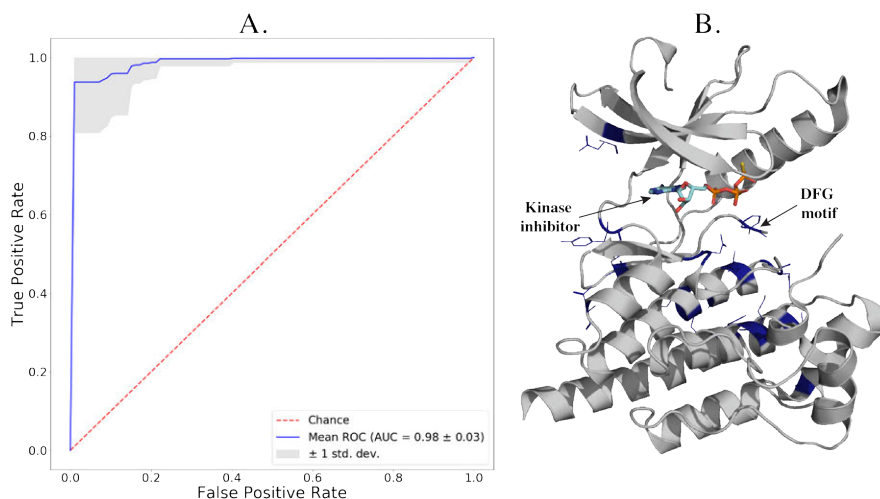 A.
1.0
0.8
0.6
0.4
0.2
0.0
0.0
0.2
0.4
0.6
0.8
1.0
True Positive Rate
False Positive Rate
Chance
Mean ROC (AUC = 0.98 ± 0.03)
± 1 std. dev.
B.
Kinase
inhibitor
DFG
motif